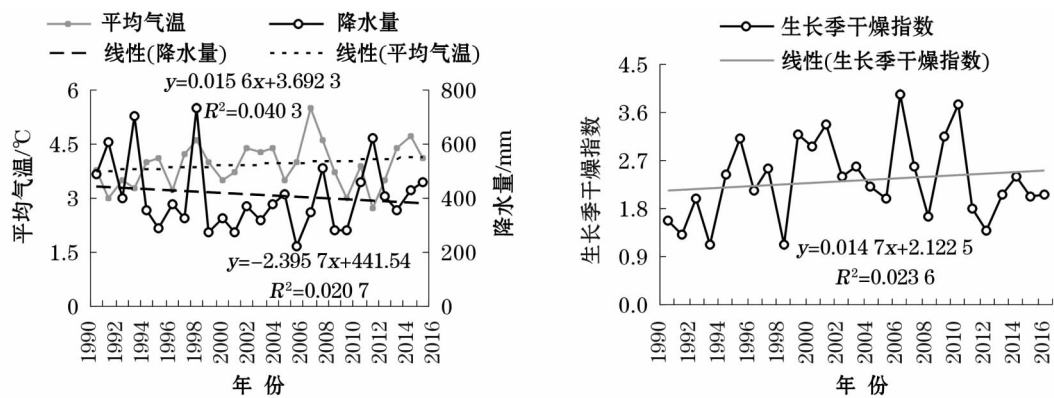 平均气温 降水量
线性(降水量) 线性(平均气温)
y=0.015 6x+3.692 3
R²=0.040 3
6
4.5
3
1.5
0
平均气温/℃
800
600
400
200
0
降水量/mm
y=-2.395 7x+441.54
R²=0.020 7
1990
1992
1994
1996
1998
2000
2002
2004
2006
2008
2010
2012
2014
2016
年 份
生长季干燥指数
线性(生长季干燥指数)
4.5
3.6
2.7
1.8
0.9
0.0
生长季干燥指数
y=0.014 7x+2.122 5
R²=0.023 6
1990
1992
1994
1996
1998
2000
2002
2004
2006
2008
2010
2012
2014
2016
年 份